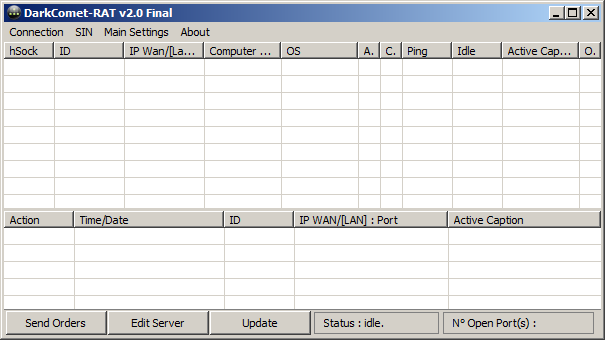 DarkComet-RAT v2.0 Final
Connection SIN Main Settings About
hSock ID IP Wan/[La... Computer ... OS A. C. Ping Idle Active Cap... O.
Action Time/Date ID IP WAN/[LAN] : Port Active Caption
Send Orders Edit Server Update Status : idle. N° Open Port(s) :